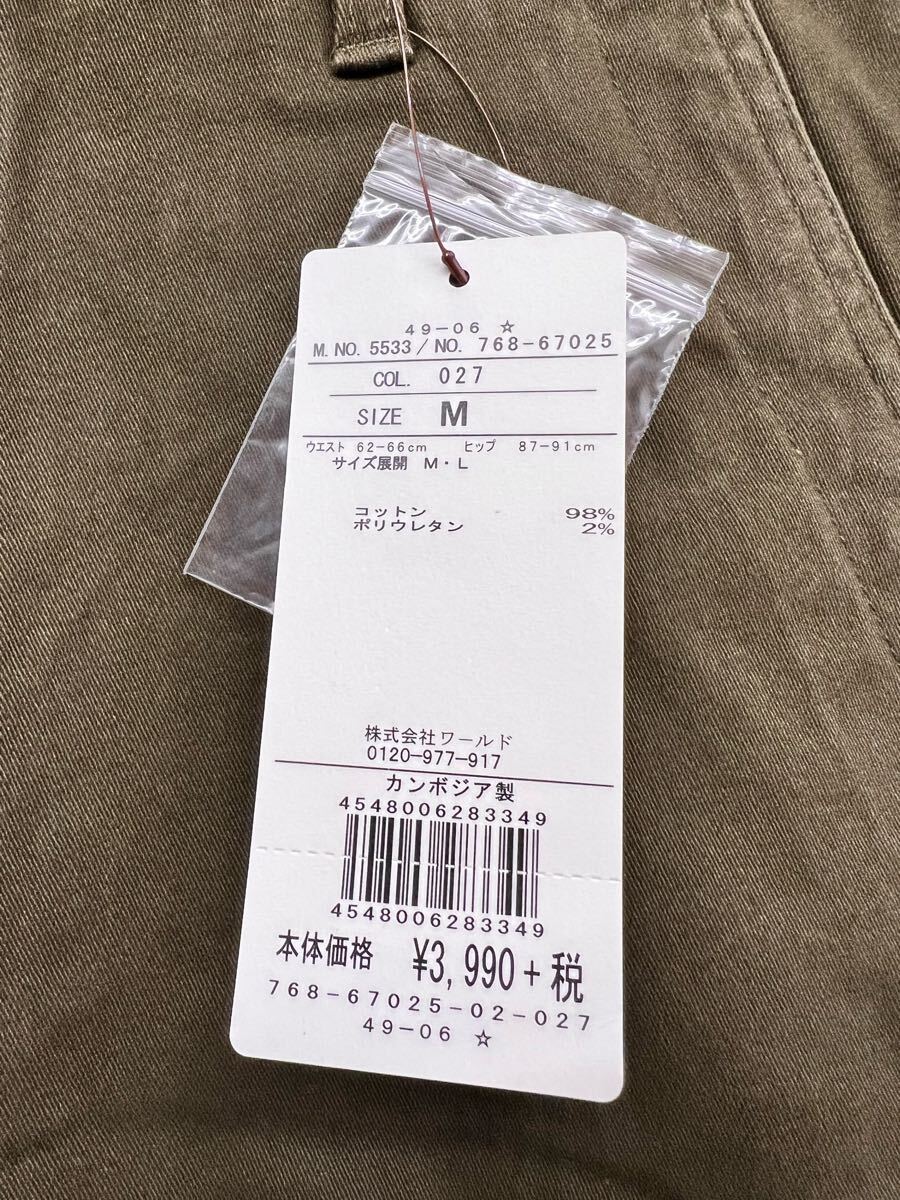 49-06 ☆
M. NO. 5533/NO. 768-67025
COL. 027
SIZE M
ウエスト 62-66cm ヒップ 87-91cm
サイズ展開 M・L
コットン 98%
ポリウレタン 2%
株式会社ワールド
0120-977-917
カンボジア製
4548006283349
4548006283349
本体価格 ¥3,990+税
768-67025-02-027
49-06 ☆